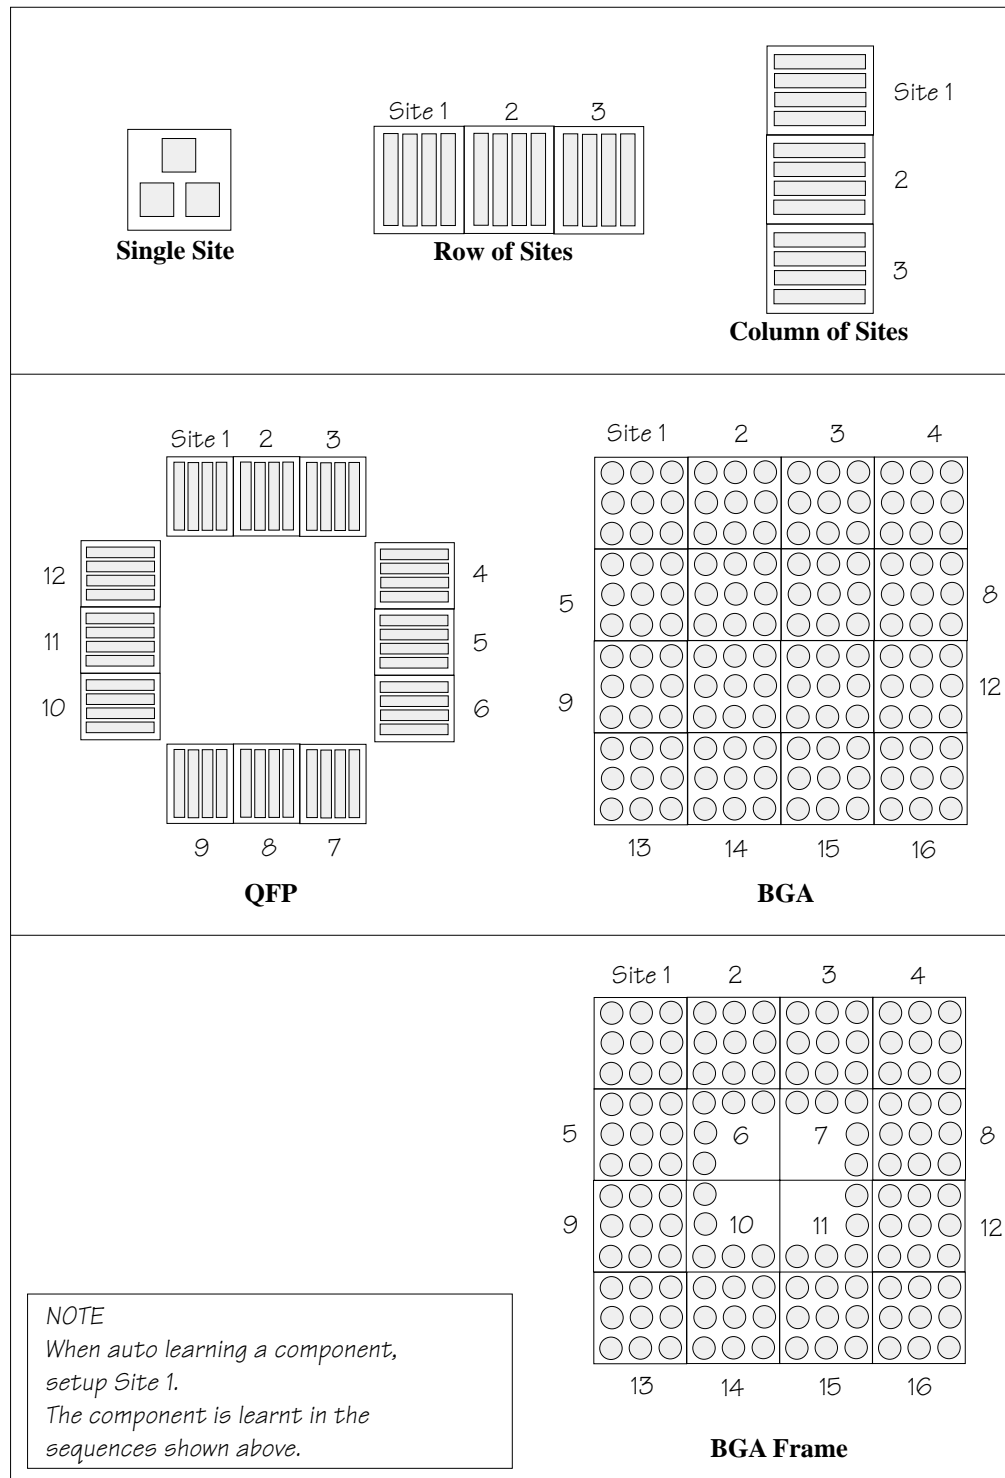 Site 1
Site 1 2 3
2
3
Single Site
Row of Sites
Column of Sites
Site 1 2 3
12
4
11
5
10
6
9 8 7
QFP
Site 1 2 3 4
5
8
9
12
13 14 15 16
BGA
Site 1 2 3 4
5 6 7 8
9 10 11 12
13 14 15 16
BGA Frame
NOTE
When auto learning a component,
setup Site 1.
The component is learnt in the
sequences shown above.